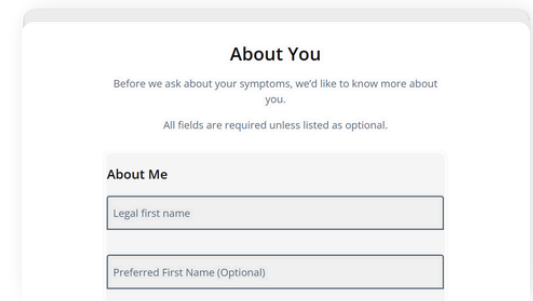 About You
Before we ask about your symptoms, we'd like to know more about
you.
All fields are required unless listed as optional.
About Me
Legal first name
Preferred First Name (Optional)